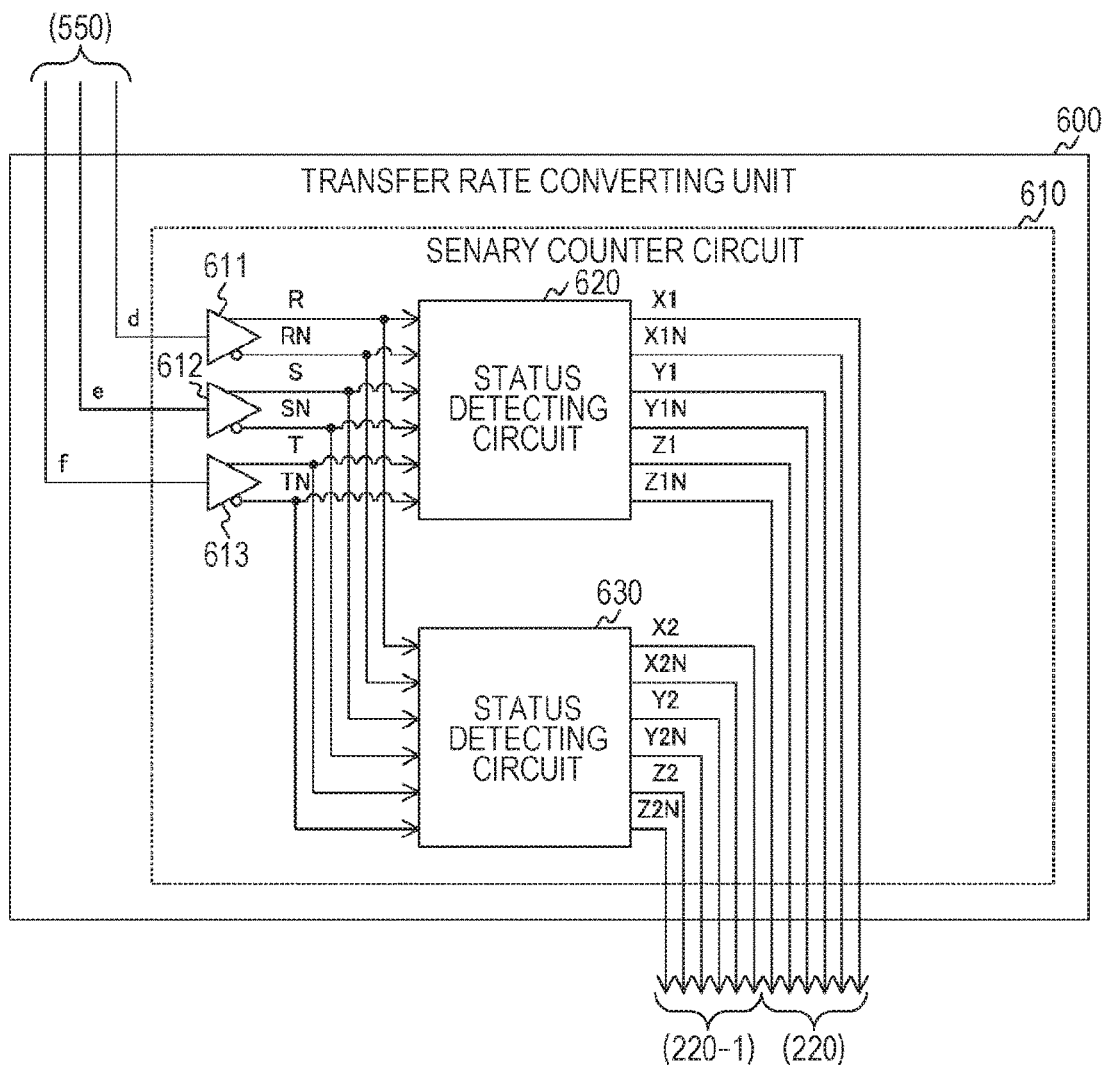 (550)
600
TRANSFER RATE CONVERTING UNIT
610
SENARY COUNTER CIRCUIT
611
620
R
X1
d
RN
X1N
612
S
Y1
e
SN
STATUS
DETECTING
CIRCUIT
Y1N
T
Z1
f
TN
Z1N
613
630
X2
X2N
STATUS
DETECTING
CIRCUIT
Y2
Y2N
Z2
Z2N
(220-1)
(220)